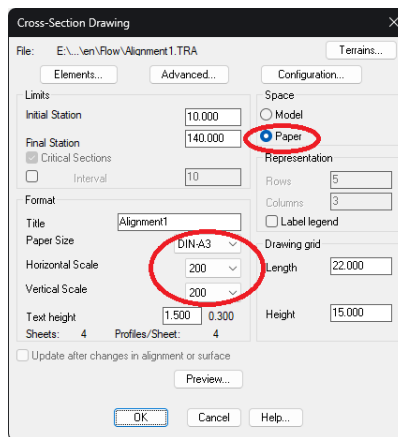 Cross-Section Drawing
File: E:\...\en\Flow\Alignment1.TRA Terrains...
Elements... Advanced... Configuration...
Limits
Initial Station 10.000
Final Station 140.000
Critical Sections
Interval 10
Space
Model
Paper
Representation
Rows 5
Columns 3
Label legend
Format
Title Alignment1
Paper Size DIN-A3
Horizontal Scale 200
Vertical Scale 200
Text height 1.500 0.300
Sheets: 4 Profiles/Sheet: 4
Drawing grid
Length 22.000
Height 15.000
Update after changes in alignment or surface
Preview...
OK Cancel Help...